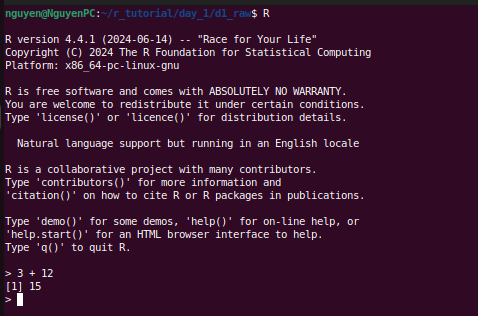 nguyen@NguyenPC:~/r_tutorial/day_1/d1_raw$ R

R version 4.4.1 (2024-06-14) -- "Race for Your Life"
Copyright (C) 2024 The R Foundation for Statistical Computing
Platform: x86_64-pc-linux-gnu

R is free software and comes with ABSOLUTELY NO WARRANTY.
You are welcome to redistribute it under certain conditions.
Type 'license()' or 'licence()' for distribution details.

  Natural language support but running in an English locale

R is a collaborative project with many contributors.
Type 'contributors()' for more information and
'citation()' on how to cite R or R packages in publications.

Type 'demo()' for some demos, 'help()' for on-line help, or
'help.start()' for an HTML browser interface to help.
Type 'q()' to quit R.

> 3 + 12
[1] 15
>